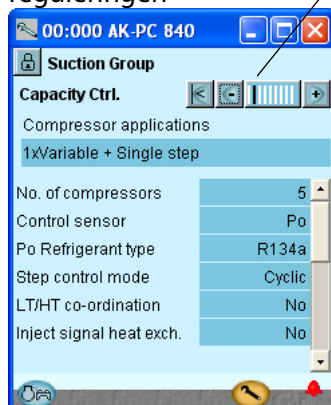 reguleringen
00:000 AK-PC 840
Suction Group
Capacity Ctrl.
Compressor applications
1xVariable + Single step
No. of compressors 5
Control sensor Po
Po Refrigerant type R134a
Step control mode Cyclic
LT/HT co-ordination No
Inject signal heat exch. No